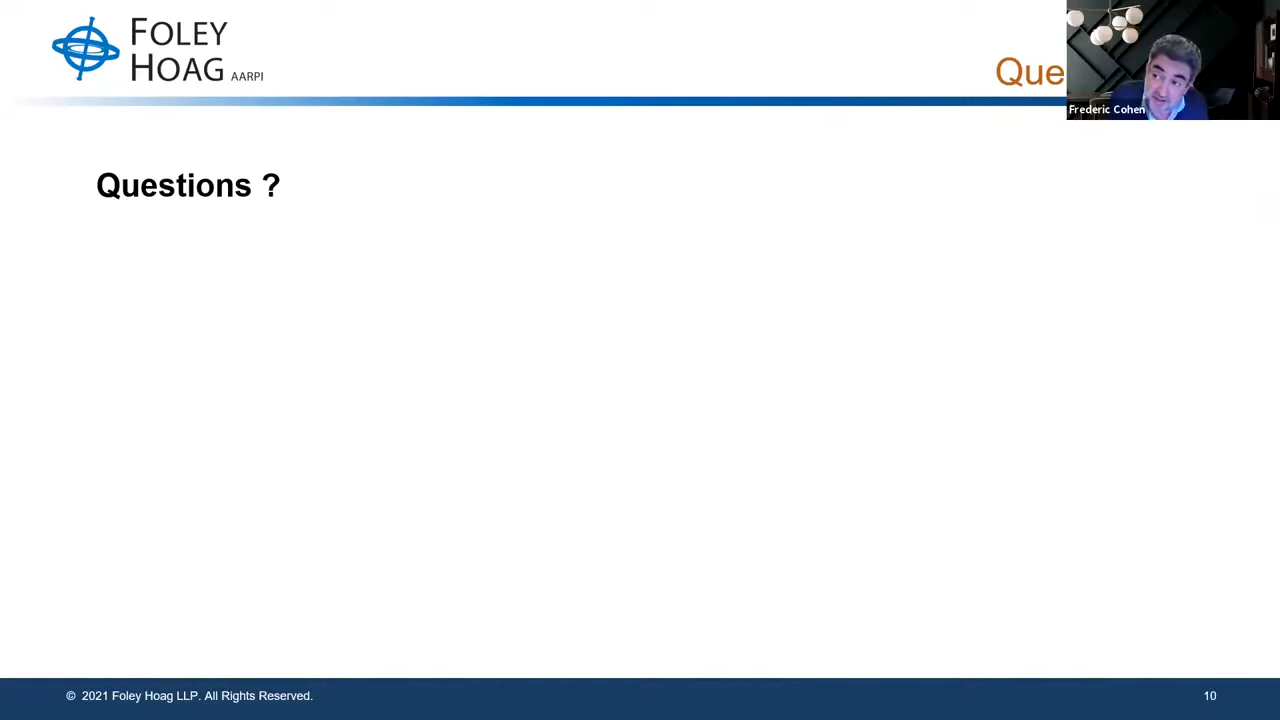 FOLEY
HOAG AARPI
Que
Frederic Cohen
Questions ?
© 2021 Foley Hoag LLP. All Rights Reserved.
10